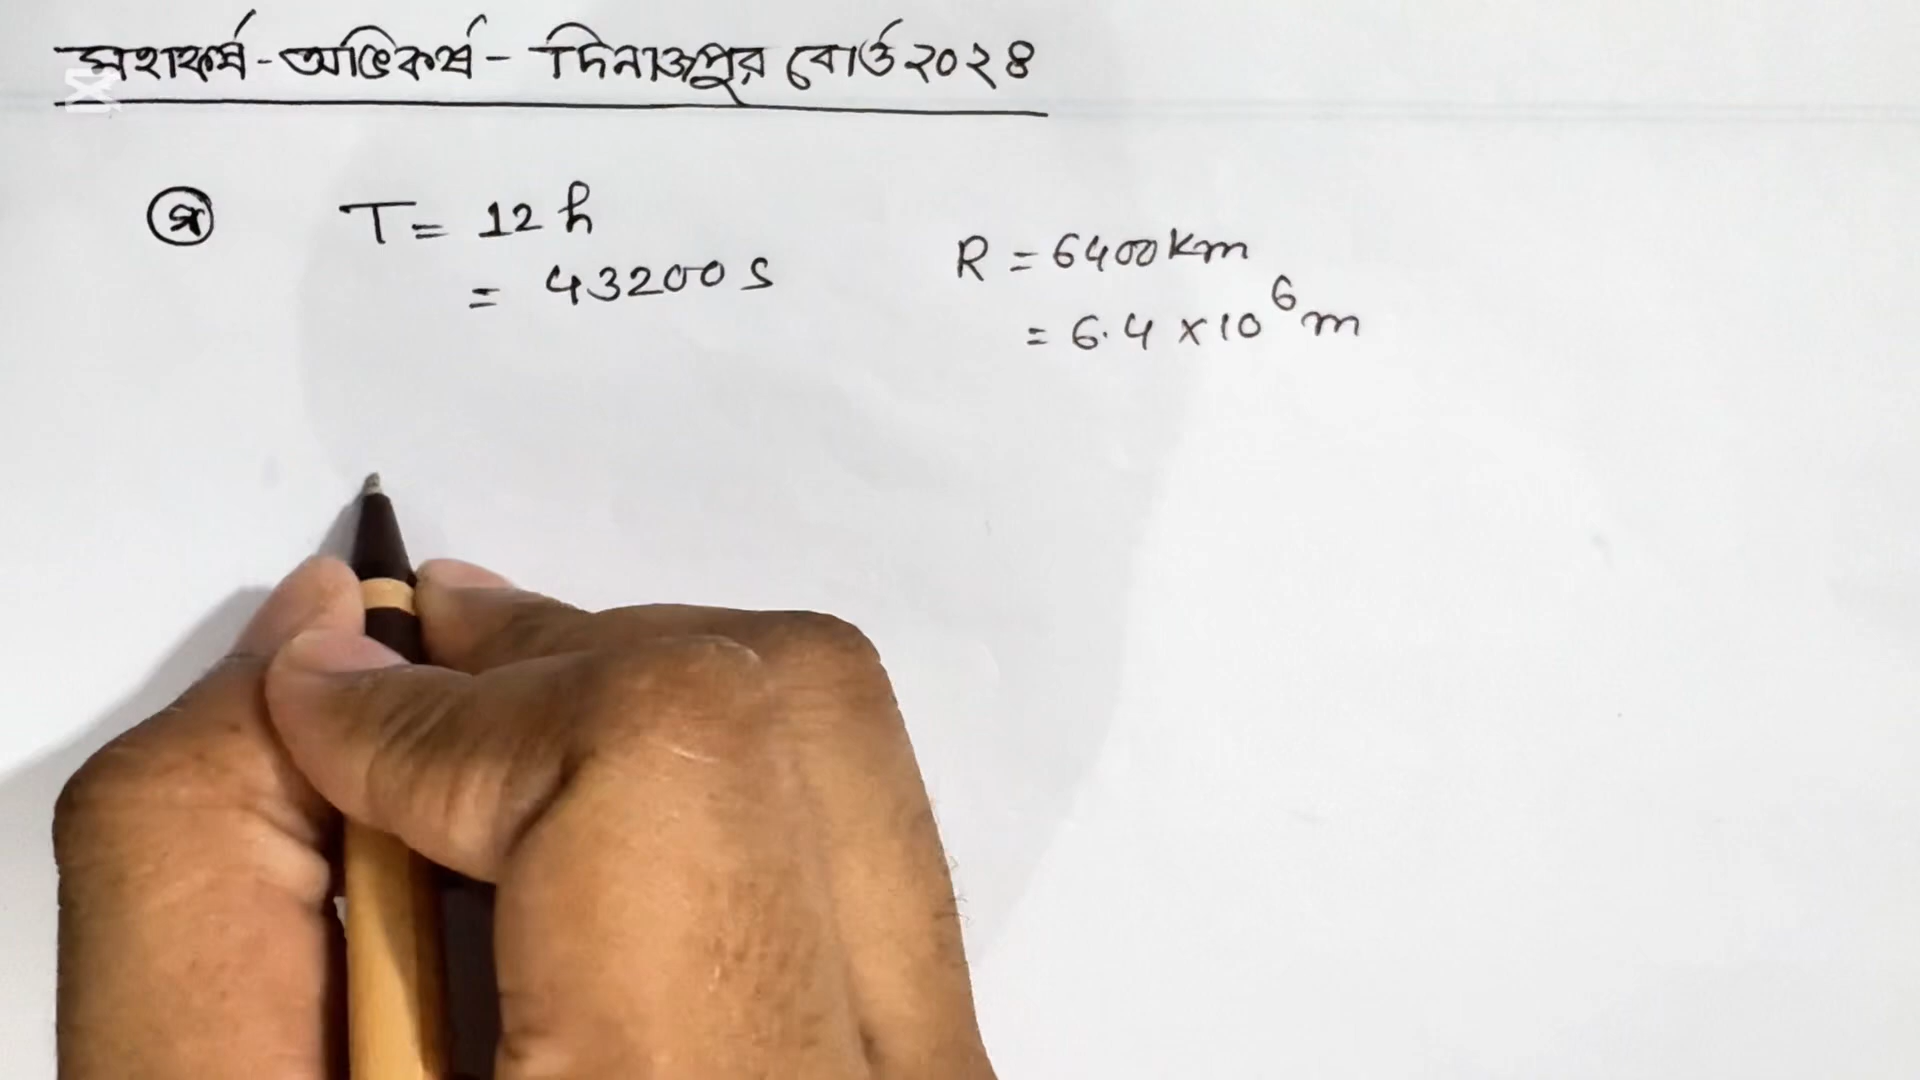 মহাকর্ষ-অভিকর্ষ - দিনাজপুর বোর্ড ২০২৪
গ
T = 12 h
= 43200 s
R = 6400 km
= 6.4 × 10⁶ m